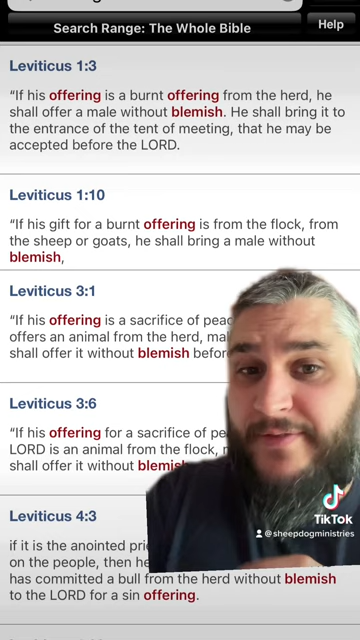 Search Range: The Whole Bible
Help
Leviticus 1:3
“If his offering is a burnt offering from the herd, he
shall offer a male without blemish. He shall bring it to
the entrance of the tent of meeting, that he may be
accepted before the LORD.
Leviticus 1:10
“If his gift for a burnt offering is from the flock, from
the sheep or goats, he shall bring a male without
blemish,
Leviticus 3:1
“If his offering is a sacrifice of peac
offers an animal from the herd, mal
shall offer it without blemish before
Leviticus 3:6
“If his offering for a sacrifice of pe
LORD is an animal from the flock,
shall offer it without blemish
Leviticus 4:3
if it is the anointed
on the people, then he
has committed a bull from the herd without blemish
to the LORD for a sin offering.
TikTok
@sheepdogministries